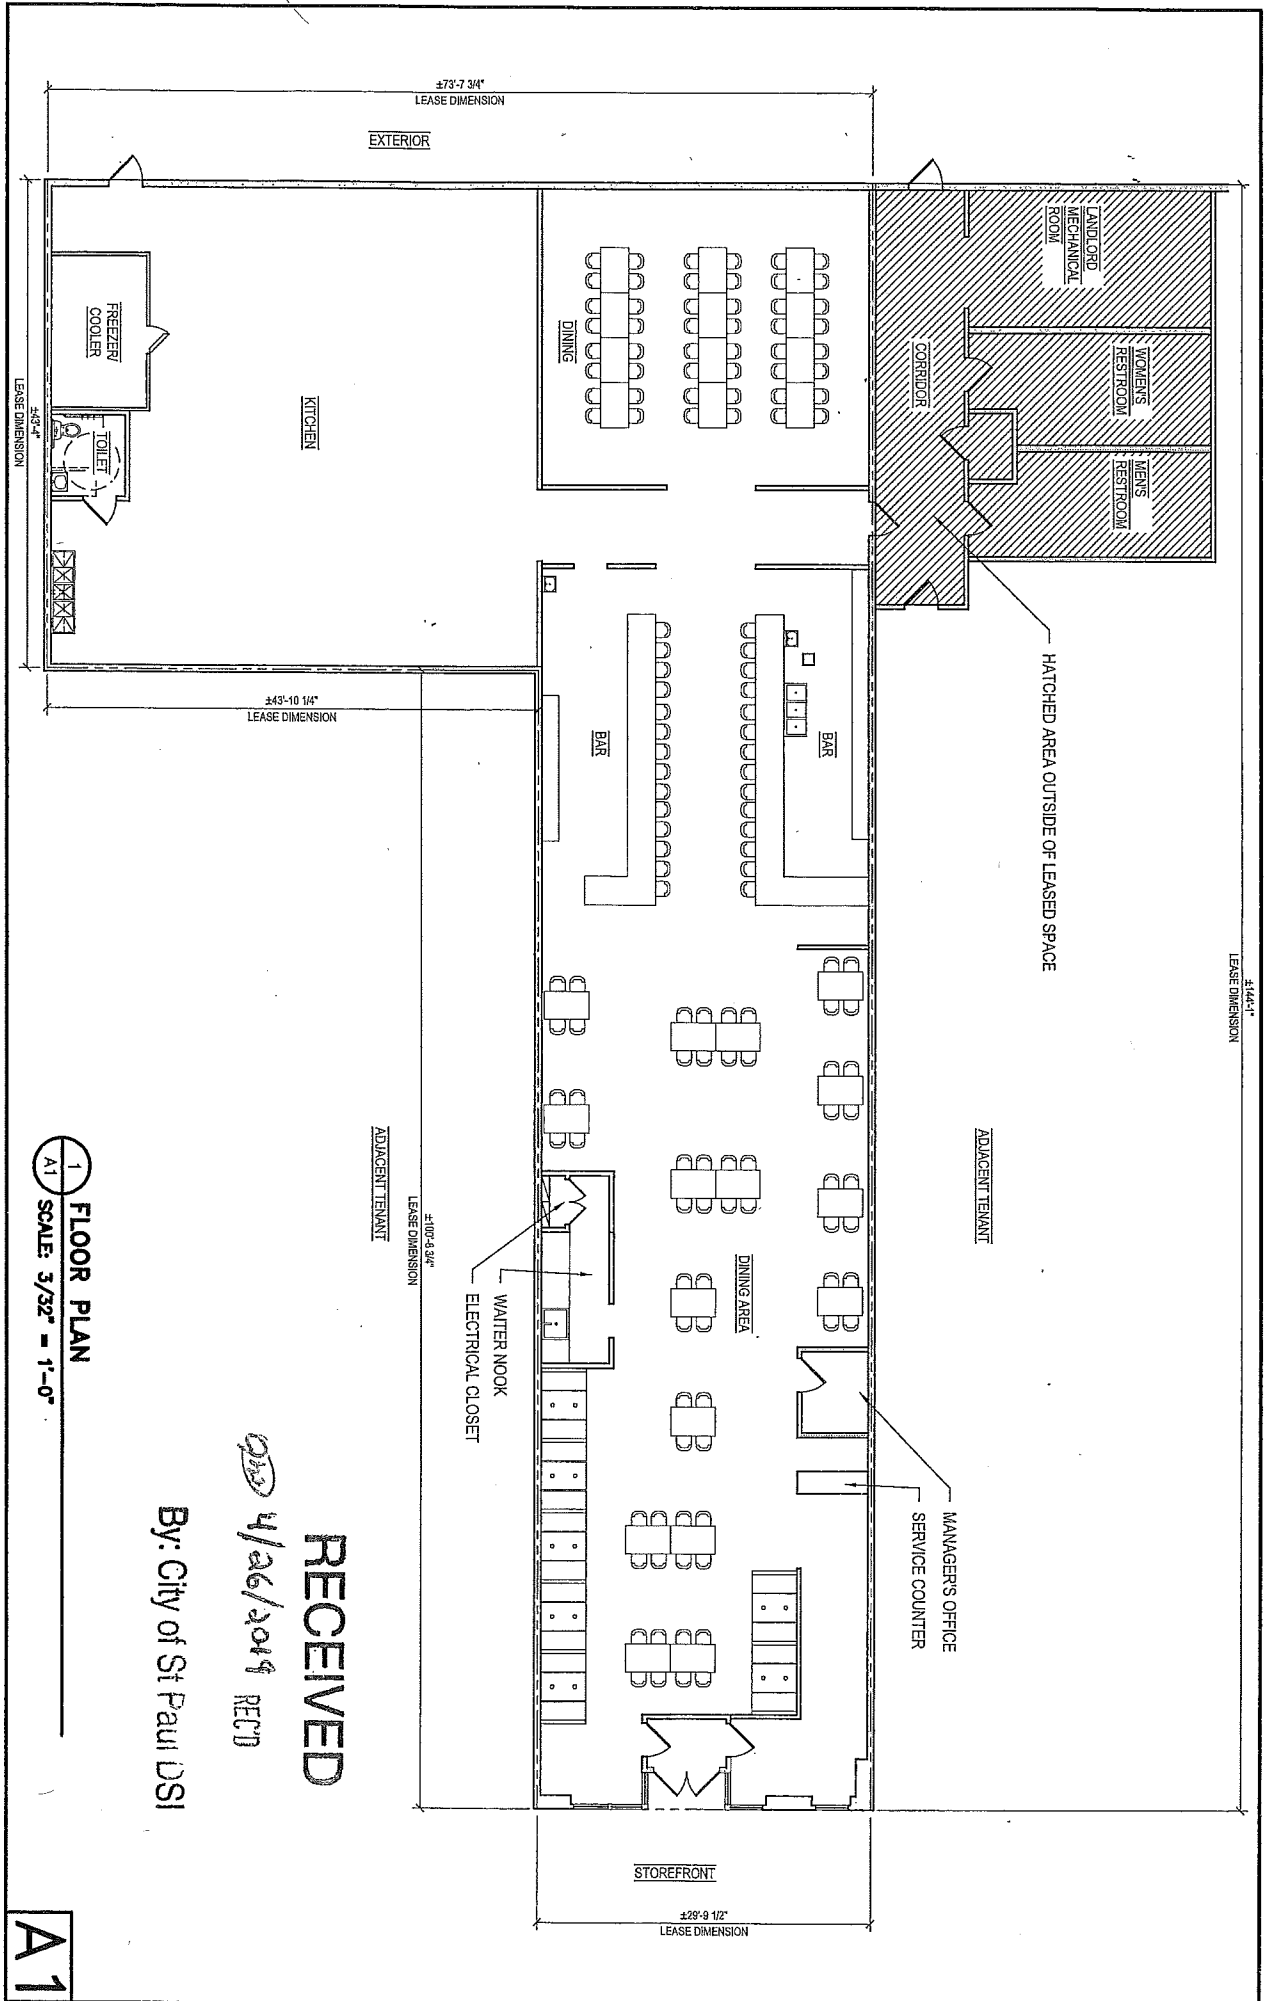 ±73'-7 3/4"
LEASE DIMENSION
EXTERIOR
LANDLORD
MECHANICAL
ROOM
WOMEN'S
RESTROOM
MEN'S
RESTROOM
CORRIDOR
DINING
FREEZER/
COOLER
TOILET
KITCHEN
±43'-4"
LEASE DIMENSION
±43'-10 1/4"
LEASE DIMENSION
BAR
BAR
HATCHED AREA OUTSIDE OF LEASED SPACE
±144'-1"
LEASE DIMENSION
ADJACENT TENANT
ADJACENT TENANT
±100'-8 3/4"
LEASE DIMENSION
DINING AREA
WAITER NOOK
ELECTRICAL CLOSET
MANAGER'S OFFICE
SERVICE COUNTER
STOREFRONT
±29'-9 1/2"
LEASE DIMENSION
1
A1
FLOOR PLAN
SCALE: 3/32" = 1'-0"
RECEIVED
4/26/2019 REC'D
By: City of St Paul DSI
A1